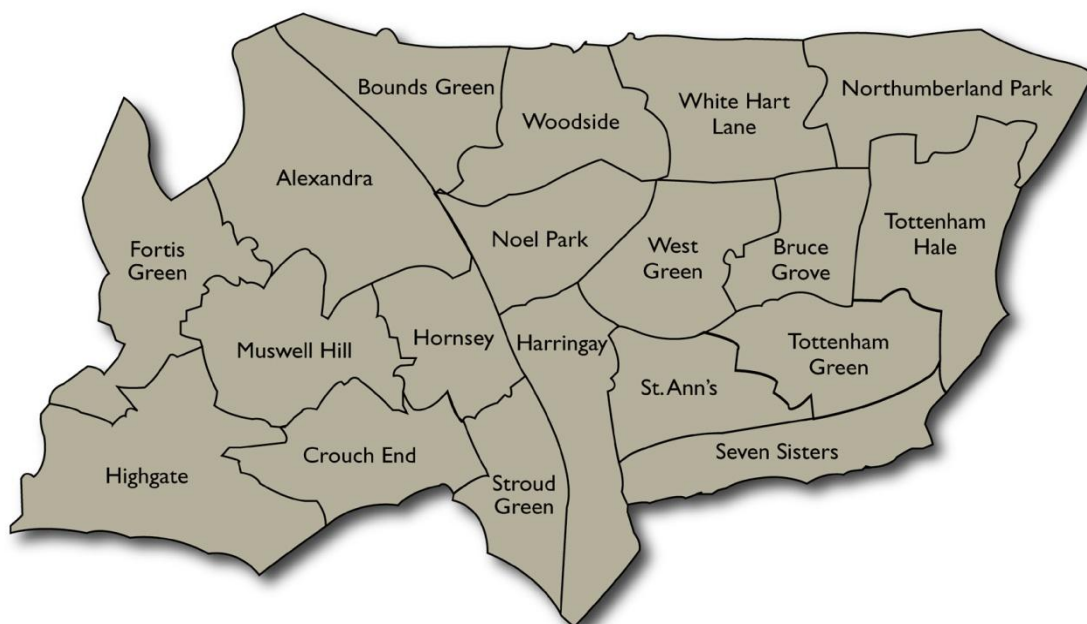 Bounds Green
Northumberland Park
White Hart
Lane
Woodside
Alexandra
Fortis
Green
Noel Park
West
Green
Bruce
Grove
Tottenham
Hale
Muswell Hill
Hornsey
Harringay
Tottenham
Green
St. Ann's
Crouch End
Seven Sisters
Highgate
Stroud
Green